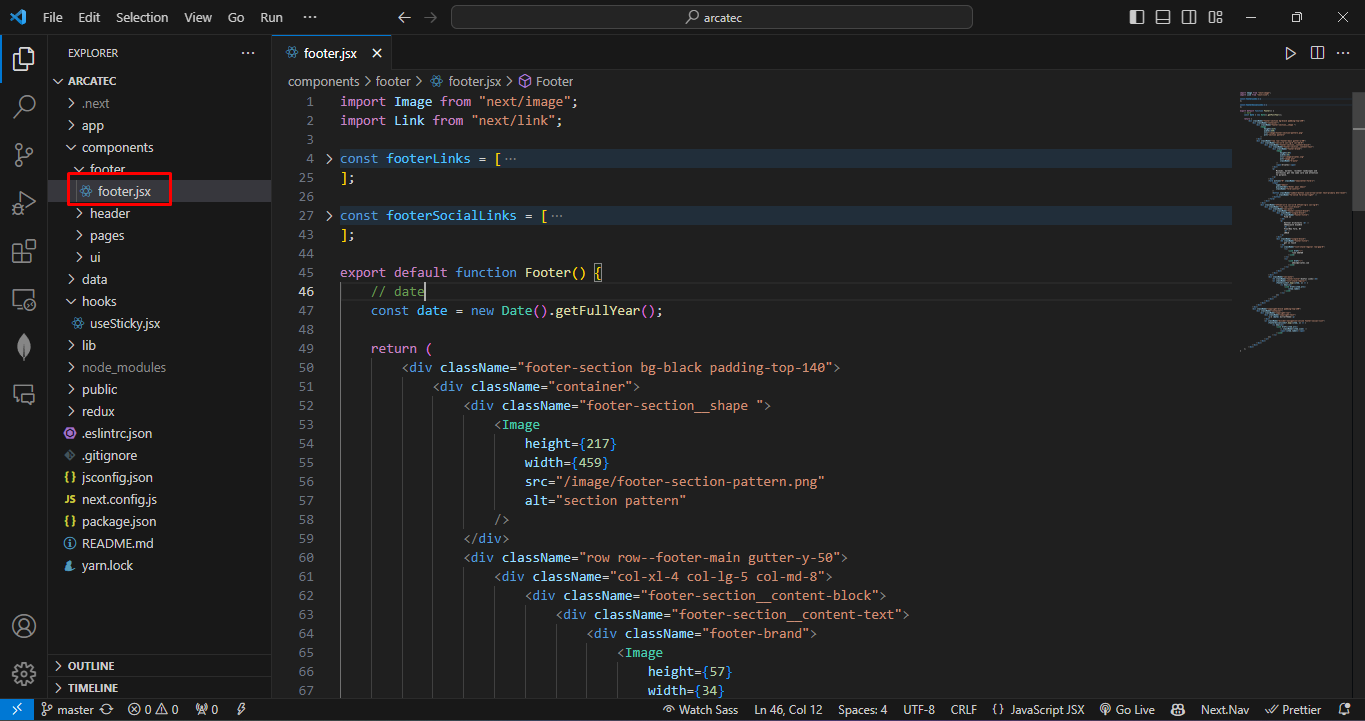 File Edit Selection View Go Run ··· arcatec
EXPLORER ···
ARCATEC
.next
app
components
footer
footer.jsx
header
pages
ui
data
hooks
useSticky.jsx
lib
node_modules
public
redux
.eslintrc.json
.gitignore
{} jsconfig.json
JS next.config.js
{} package.json
README.md
yarn.lock
OUTLINE
TIMELINE
footer.jsx
components > footer > footer.jsx > Footer
1 import Image from "next/image";
2 import Link from "next/link";
3
4 const footerLinks = [ ···
25 ];
26
27 const footerSocialLinks = [ ···
43 ];
44
45 export default function Footer() {
46 // date
47 const date = new Date().getFullYear();
48
49 return (
50 <div className="footer-section bg-black padding-top-140">
51 <div className="container">
52 <div className="footer-section__shape ">
53 <Image
54 height={217}
55 width={459}
56 src="/image/footer-section-pattern.png"
57 alt="section pattern"
58 />
59 </div>
60 <div className="row row--footer-main gutter-y-50">
61 <div className="col-xl-4 col-lg-5 col-md-8">
62 <div className="footer-section__content-block">
63 <div className="footer-section__content-text">
64 <div className="footer-brand">
65 <Image
66 height={57}
67 width={34}
master 0 0 0 Watch Sass Ln 46, Col 12 Spaces: 4 UTF-8 CRLF {} JavaScript JSX Go Live Next.Nav Prettier